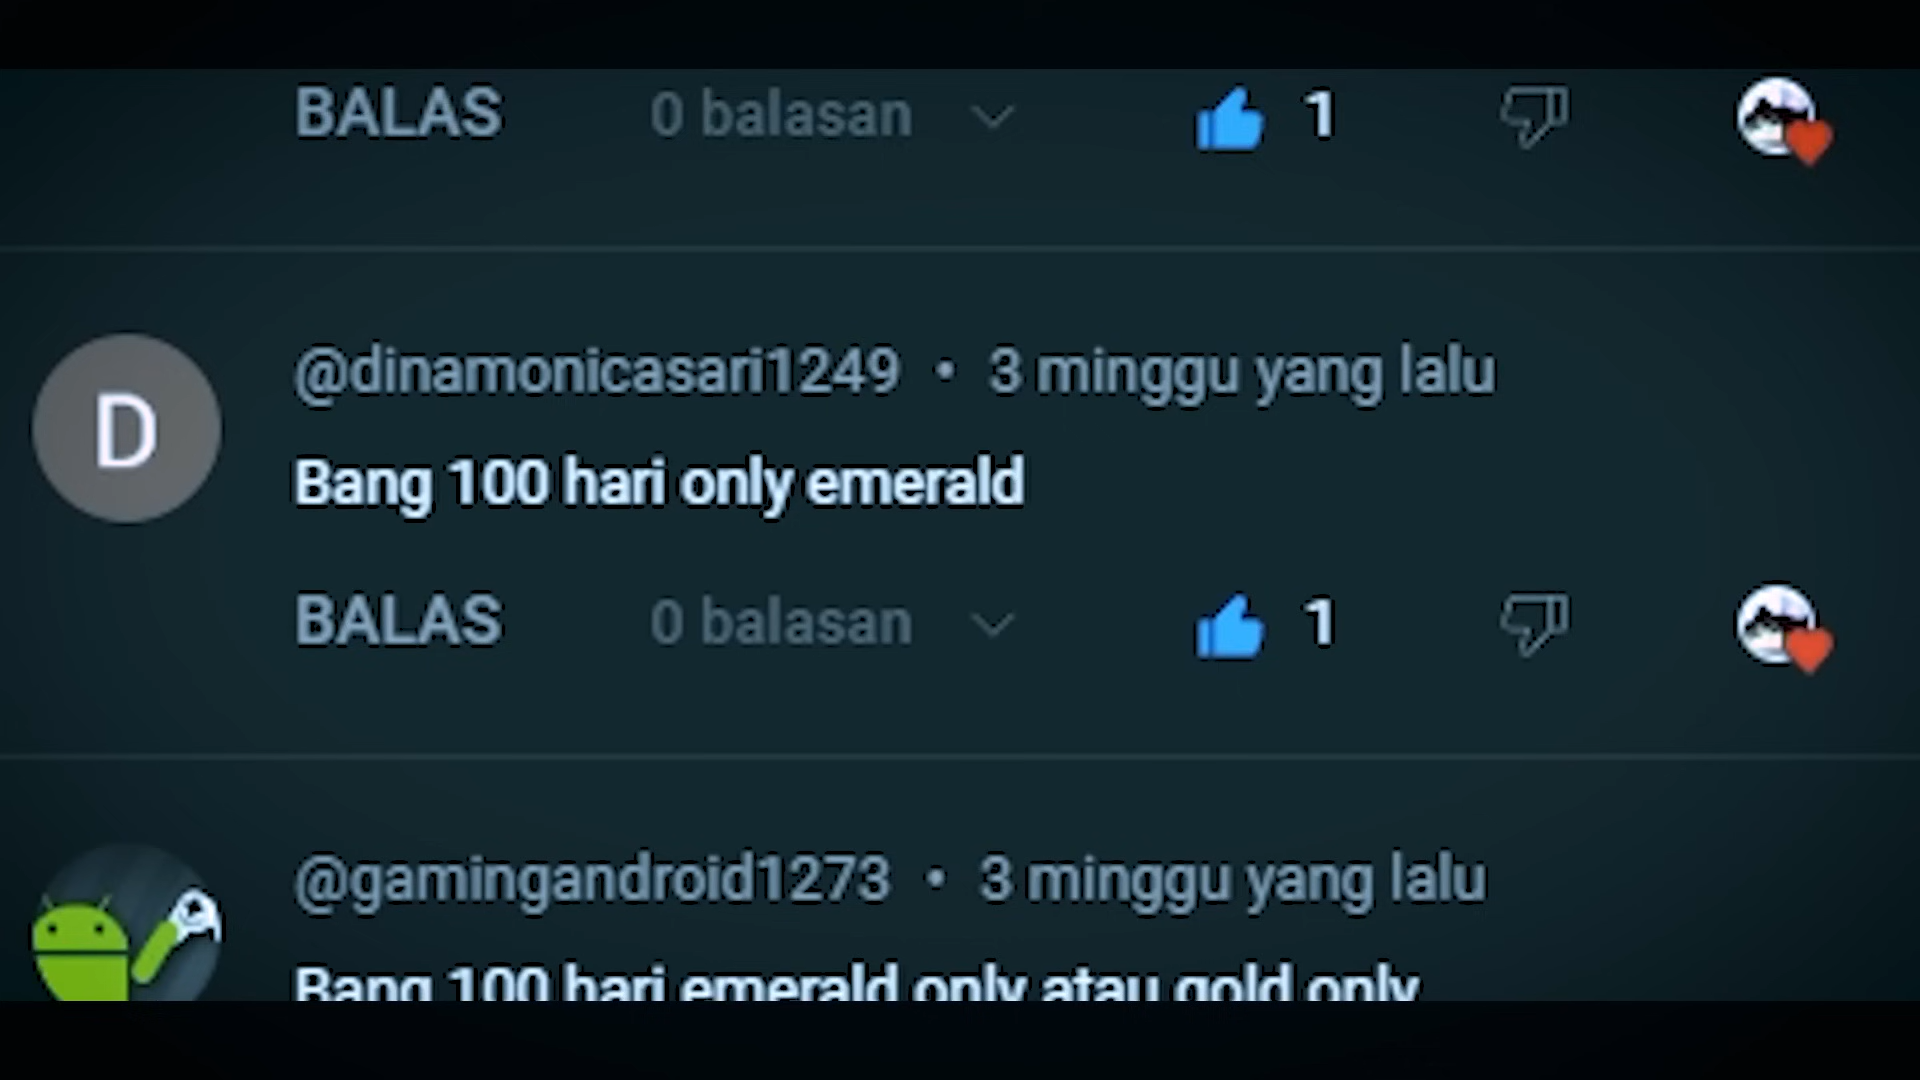 BALAS 0 balasan 1
D
@dinamonicasari1249 • 3 minggu yang lalu
Bang 100 hari only emerald
BALAS 0 balasan 1
@gamingandroid1273 • 3 minggu yang lalu
Bang 100 hari emerald only atau gold only